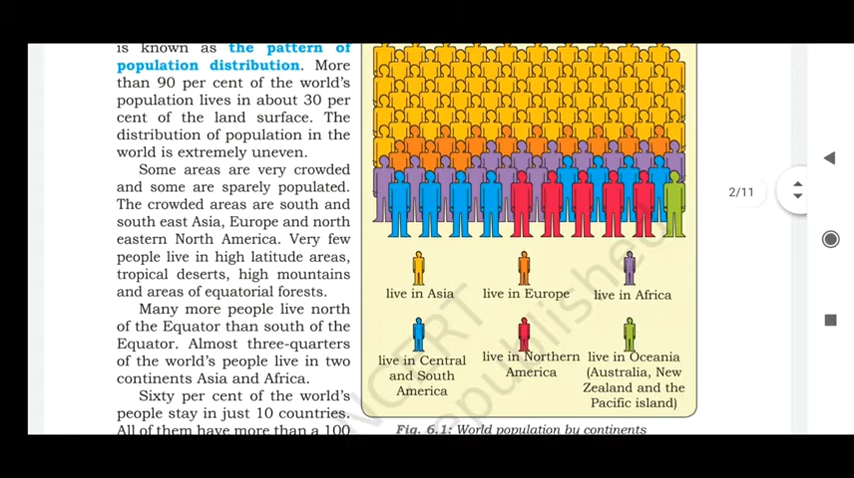 is known as the pattern of
population distribution. More
than 90 per cent of the world's
population lives in about 30 per
cent of the land surface. The
distribution of population in the
world is extremely uneven.
Some areas are very crowded
and some are sparely populated.
The crowded areas are south and
south east Asia, Europe and north
eastern North America. Very few
people live in high latitude areas,
tropical deserts, high mountains
and areas of equatorial forests.
Many more people live north
of the Equator than south of the
Equator. Almost three-quarters
of the world's people live in two
continents Asia and Africa.
Sixty per cent of the world's
people stay in just 10 countries.
All of them have more than a 100
live in Asia
live in Europe
live in Africa
live in Central
and South
America
live in Northern
America
live in Oceania
(Australia, New
Zealand and the
Pacific island)
Fig. 6.1: World population by continents
NCERT
republished
2/11